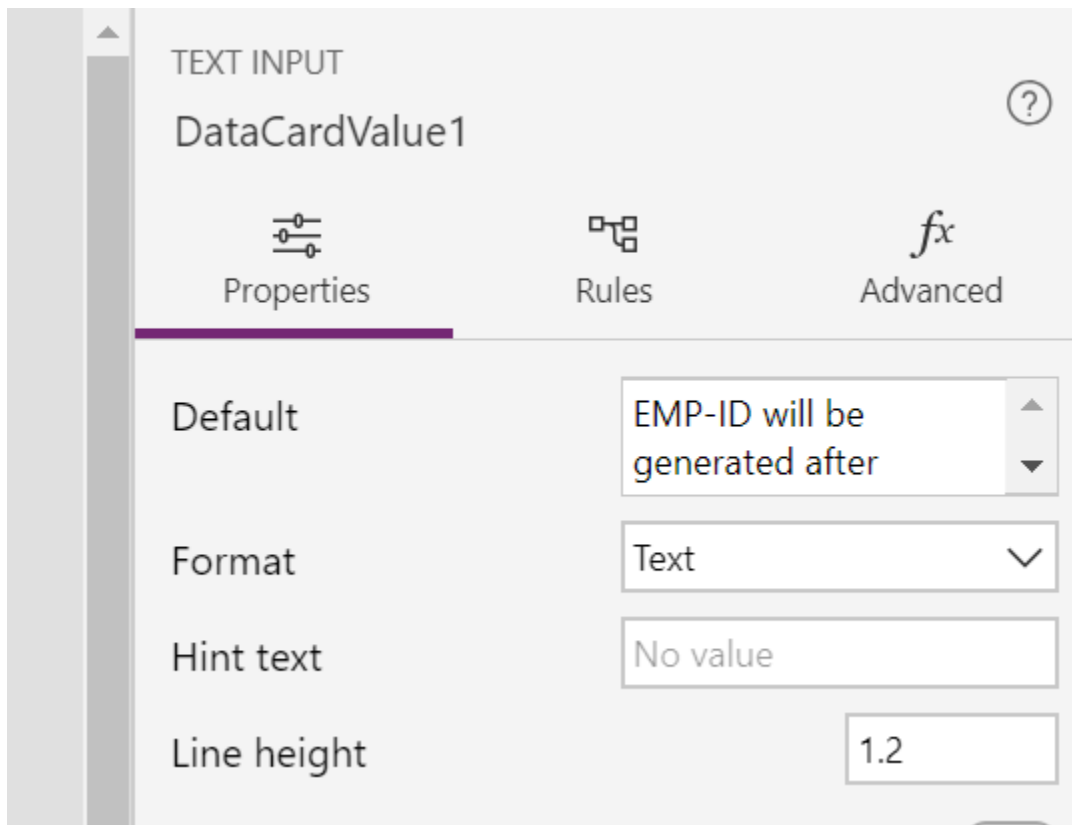 TEXT INPUT
DataCardValue1
?
Properties Rules fx Advanced
Default EMP-ID will be
generated after
Format Text
Hint text No value
Line height 1.2